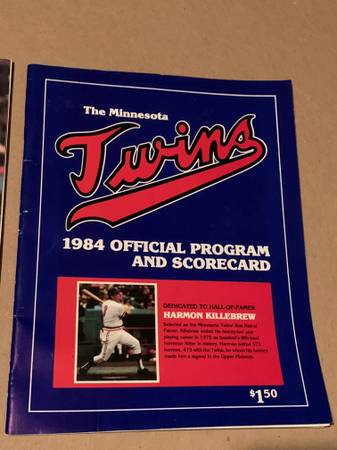 The Minnesota
Twins
1984 OFFICIAL PROGRAM
AND SCORECARD
DEDICATED TO HALL-OF-FAMER
HARMON KILLEBREW
Selected as the Minnesota Twins' first Hall of
Famer, Killebrew ended his
playing career in 1975 as baseball's fifth-best
homerun hitter in history. Harmon belted 573
homers, 475 with the Twins, for whom his heroics
made him a legend in the Upper Midwest.
$1.50